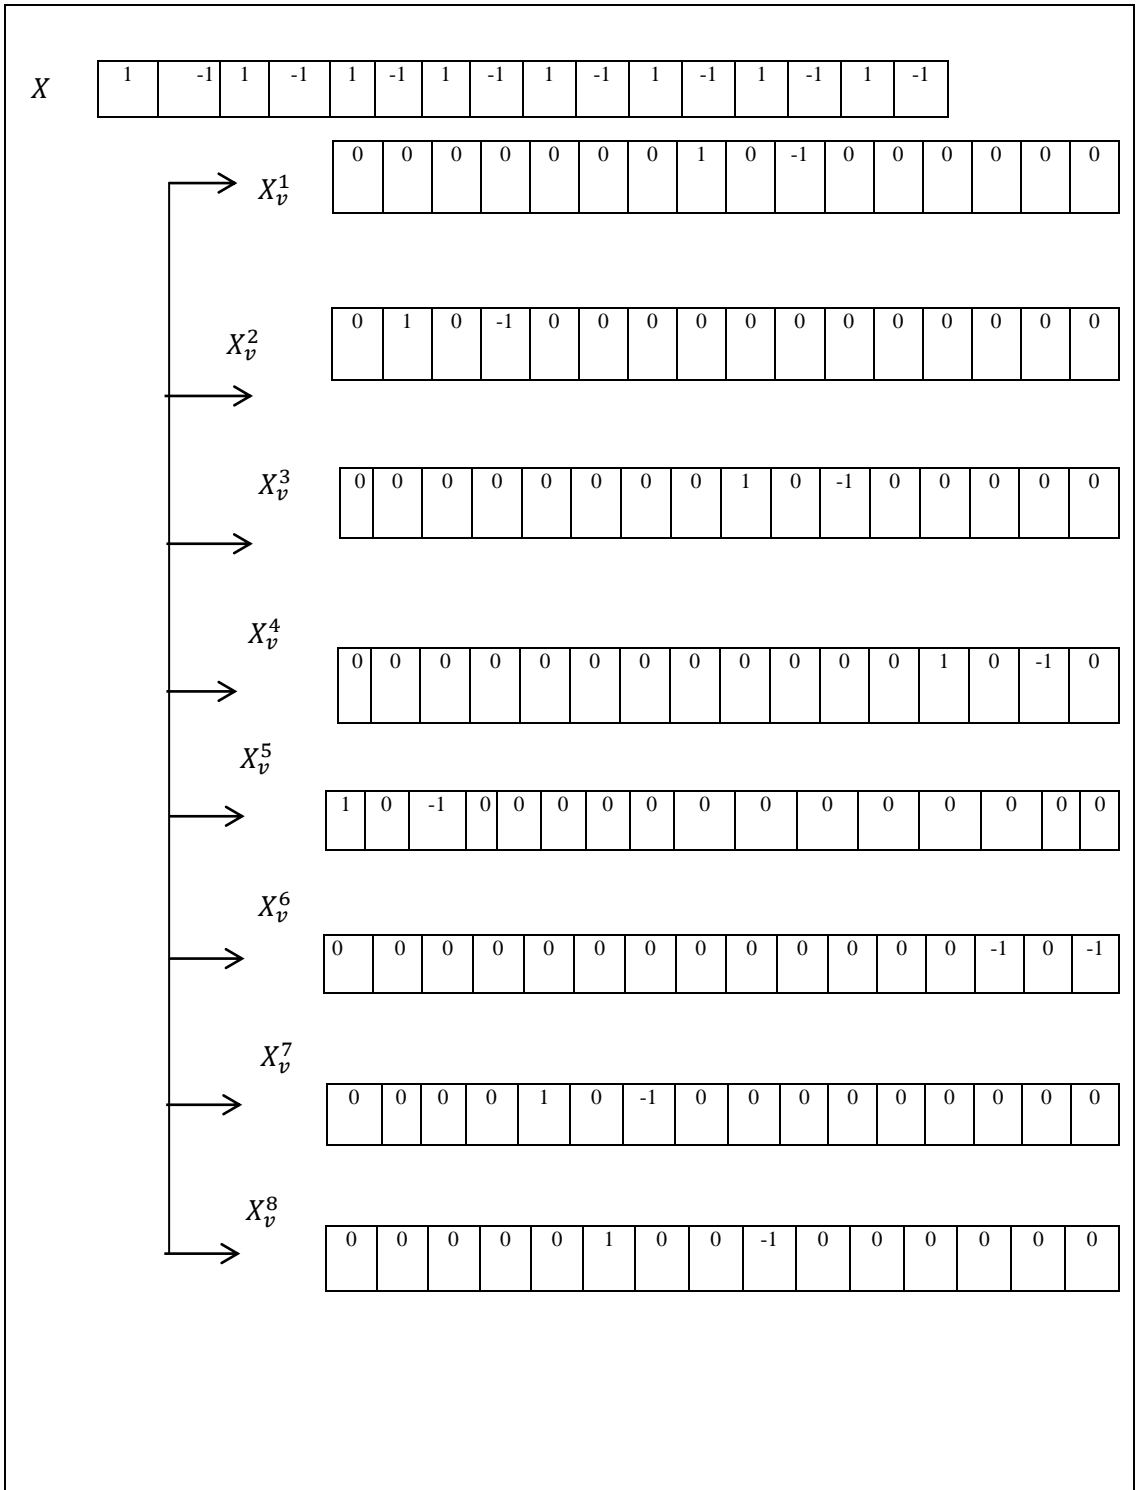 X 1 -1 1 -1 1 -1 1 -1 1 -1 1 -1 1 -1 1 -1
X_v^1 0 0 0 0 0 0 0 1 0 -1 0 0 0 0 0 0
X_v^2 0 1 0 -1 0 0 0 0 0 0 0 0 0 0 0 0
X_v^3 0 0 0 0 0 0 0 0 1 0 -1 0 0 0 0 0
X_v^4 0 0 0 0 0 0 0 0 0 0 0 0 1 0 -1 0
X_v^5 1 0 -1 0 0 0 0 0 0 0 0 0 0 0 0 0
X_v^6 0 0 0 0 0 0 0 0 0 0 0 0 0 -1 0 -1
X_v^7 0 0 0 0 1 0 -1 0 0 0 0 0 0 0 0 0
X_v^8 0 0 0 0 0 1 0 0 -1 0 0 0 0 0 0